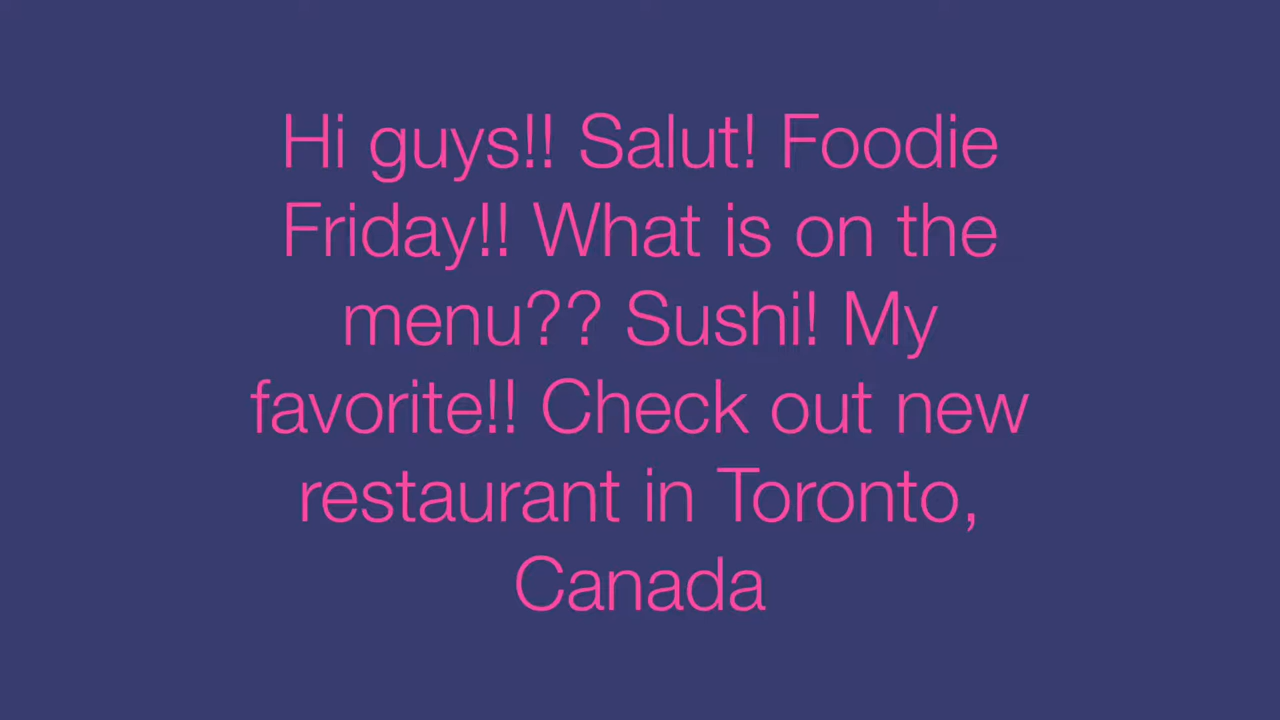 Hi guys!! Salut! Foodie
Friday!! What is on the
menu?? Sushi! My
favorite!! Check out new
restaurant in Toronto,
Canada